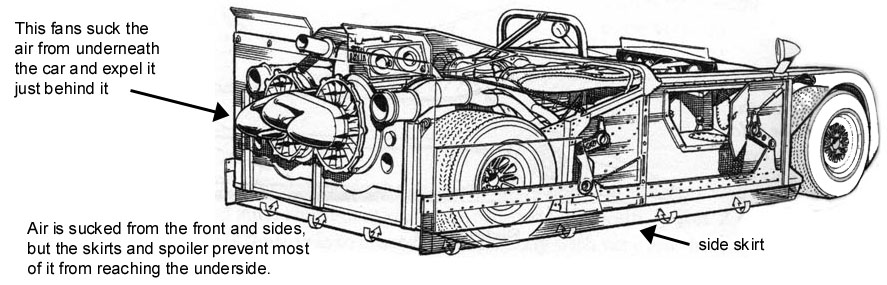 This fans suck the
air from underneath
the car and expel it
just behind it
Air is sucked from the front and sides,
but the skirts and spoiler prevent most
of it from reaching the underside.
side skirt